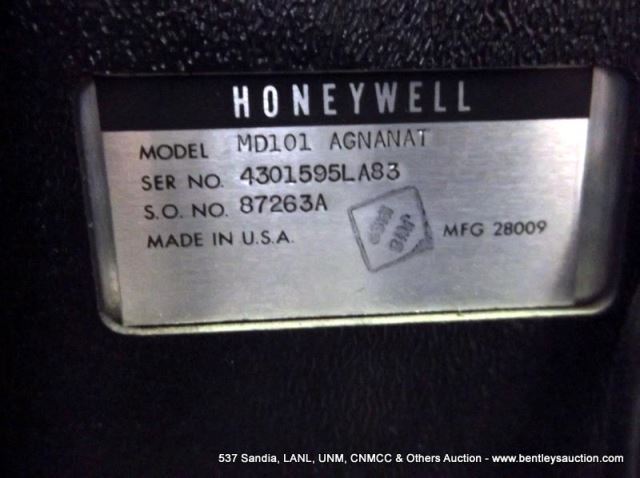 HONEYWELL
MODEL MD101 AGNANAT
SER NO. 4301595LA83
S.O. NO. 87263A
MADE IN U.S.A.
MFG 28009
537 Sandia, LANL, UNM, CNMCC & Others Auction - www.bentleysauction.com